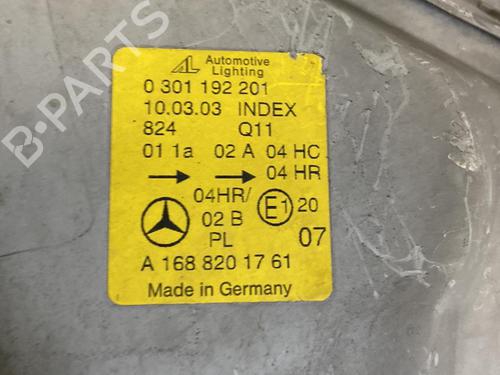 AL Automotive
Lighting
0 301 192 201
10.03.03 INDEX
824 Q11
01 1a 02 A 04 HC
→ → 04 HR
04HR/
02 B E1 20
PL 07
A 168 820 17 61
Made in Germany
B-PARTS